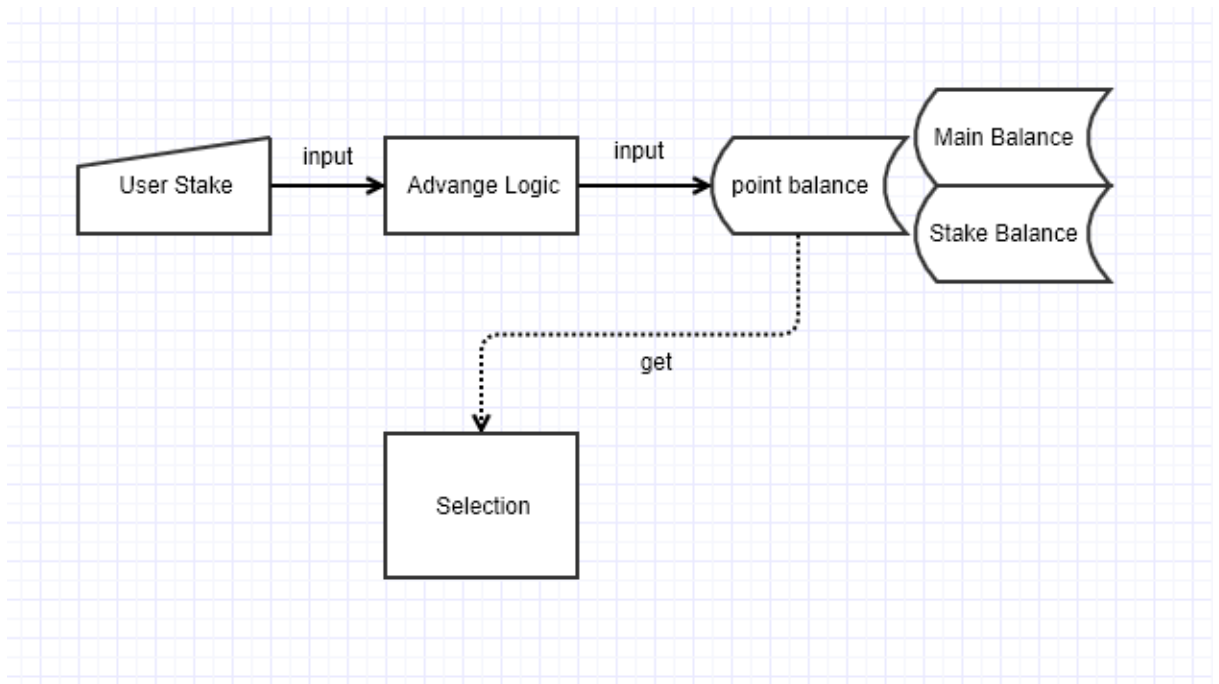 User Stake
input
Advange Logic
input
point balance
Main Balance
Stake Balance
get
Selection